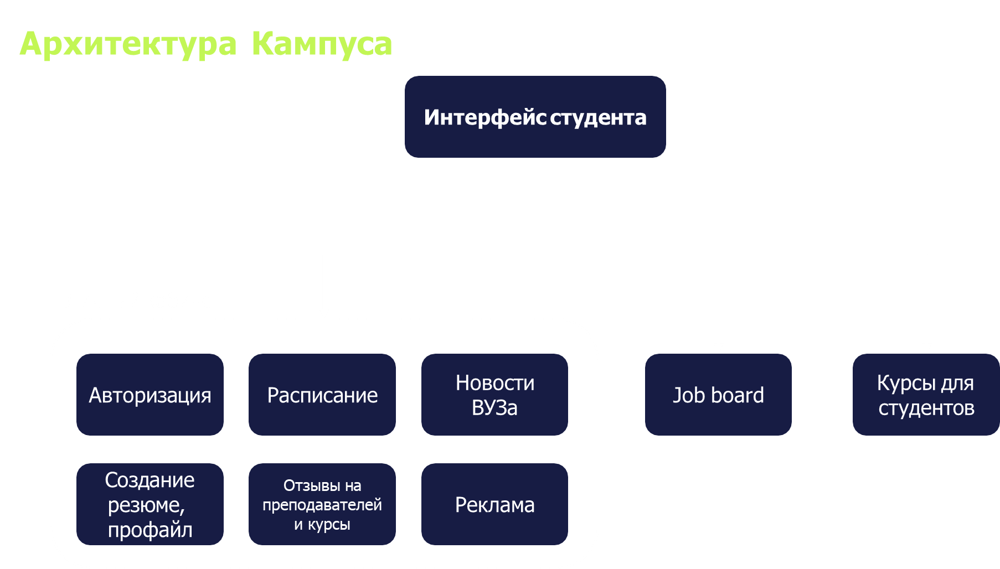 Архитектура Кампуса
Интерфейс студента
Авторизация
Расписание
Новости
ВУЗа
Job board
Курсы для
студентов
Создание
резюме,
профайл
Отзывы на
преподавателей
и курсы
Реклама